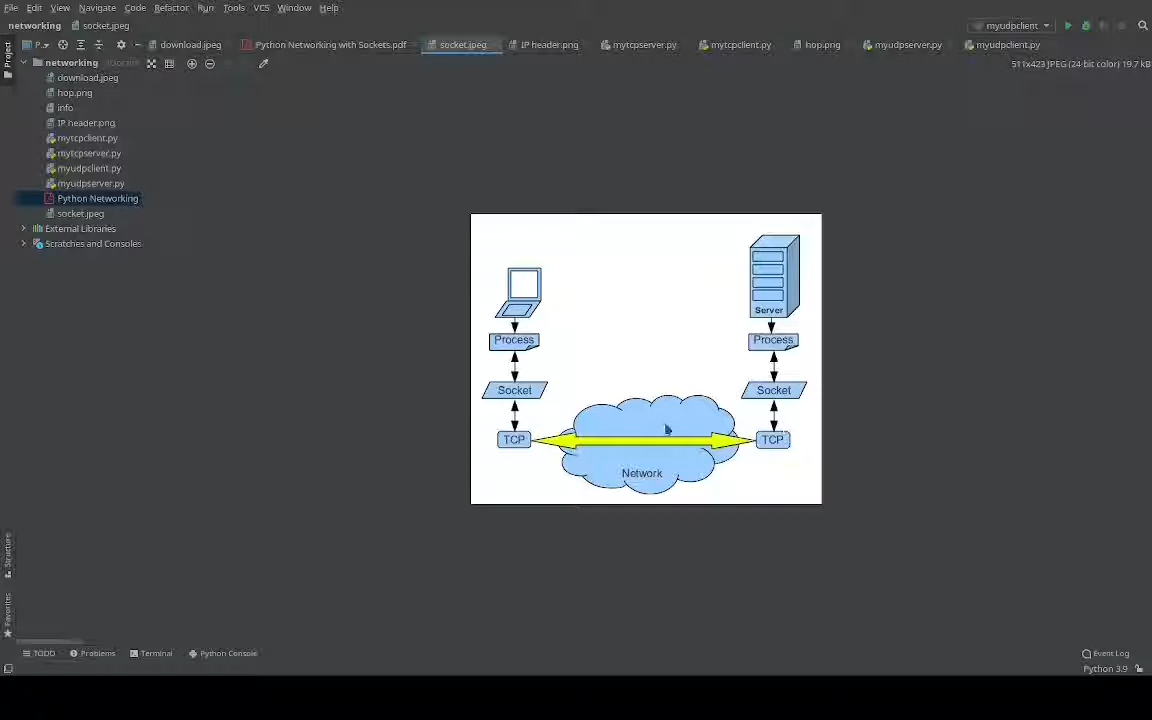 File Edit View Navigate Code Refactor Run Tools VCS Window Help
networking socket.jpeg myudpclient
Project P.. download.jpeg Python Networking with Sockets.pdf socket.jpeg IP header.png mytcpserver.py mytcpclient.py hop.png myudpserver.py myudpclient.py
networking 511x423 JPEG (24-bit color) 19.7 kB
download.jpeg
hop.png
info
IP header.png
mytcpclient.py
mytcpserver.py
myudpclient.py
myudpserver.py
Python Networking
socket.jpeg
External Libraries
Scratches and Consoles
Server
Process Process
Socket Socket
TCP TCP
Network
Structure
Favorites
TODO Problems Terminal Python Console Event Log
Python 3.9